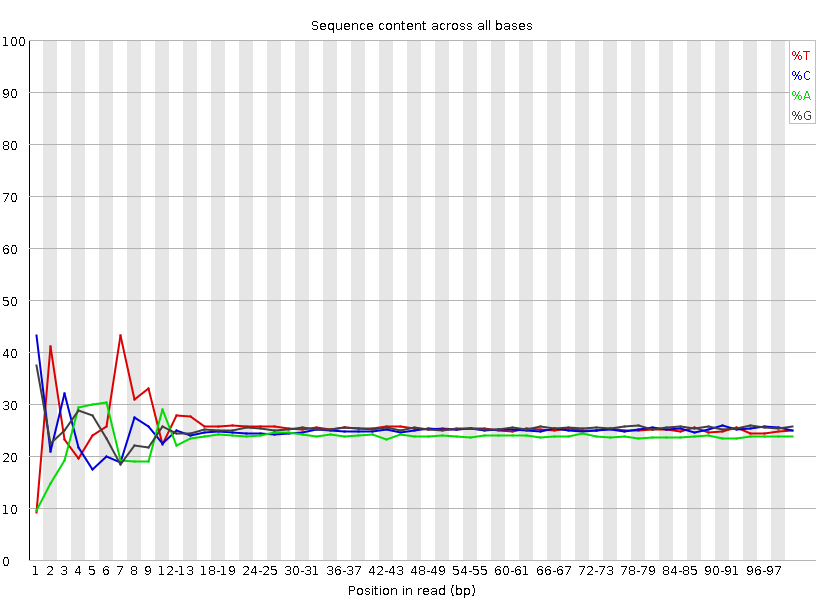 Sequence content across all bases
100
90
80
70
60
50
40
30
20
10
0
%T
%C
%A
%G
1 2 3 4 5 6 7 8 9 12-13 18-19 24-25 30-31 36-37 42-43 48-49 54-55 60-61 66-67 72-73 78-79 84-85 90-91 96-97
Position in read (bp)